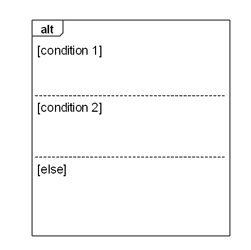 alt
[condition 1]
[condition 2]
[else]